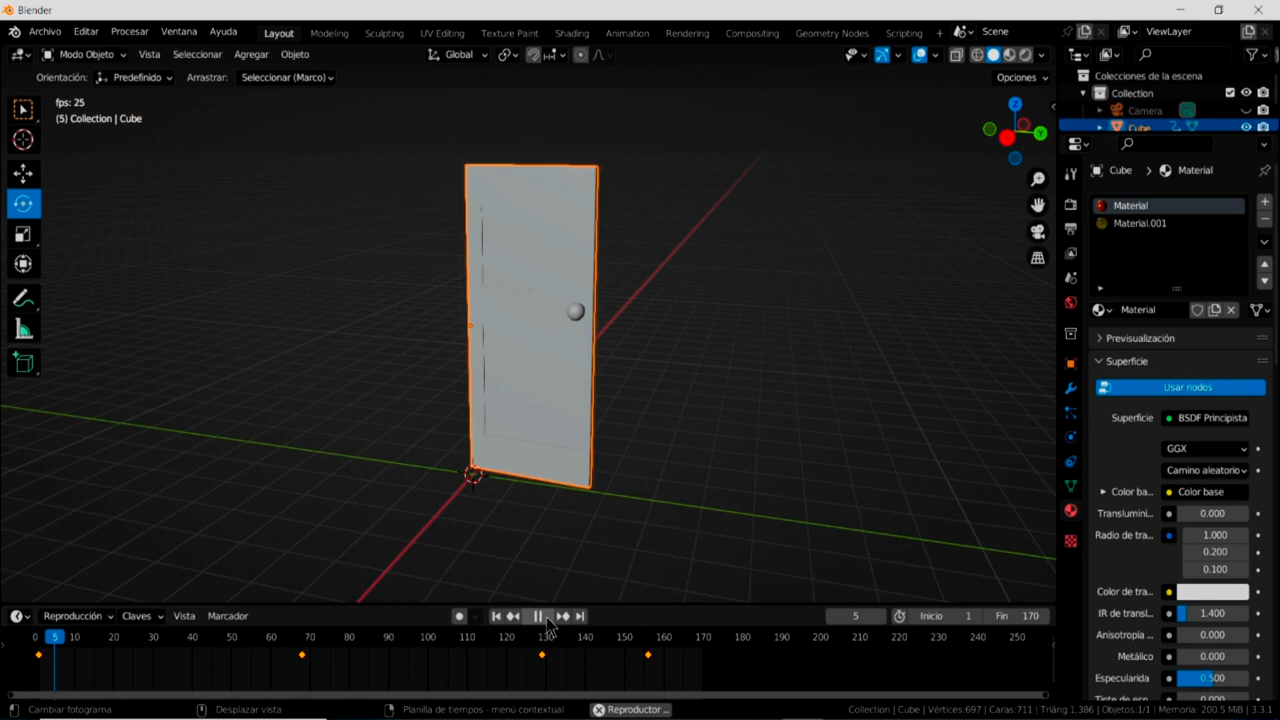 Blender
Archivo Editar Procesar Ventana Ayuda Layout Modeling Sculpting UV Editing Texture Paint Shading Animation Rendering Compositing Geometry Nodes Scripting + Scene ViewLayer
Modo Objeto Vista Seleccionar Agregar Objeto Global
Orientación: Predefinido Arrastrar: Seleccionar (Marco) Opciones
Colecciones de la escena
Collection
Camera
Cube
fps: 25
(5) Collection | Cube
Z
Y
Cube Material
Material
Material.001
Material
Previsualización
Superficie
Usar nodos
Superficie BSDF Principista
GGX
Camino aleatorio
Color ba... Color base
Translumini... 0.000
Radio de tra... 1.000
0.200
0.100
Color de tra...
IR de transl... 1.400
Anisotropía ... 0.000
Metálico 0.000
Especularida 0.500
Reproducción Claves Vista Marcador 5 Inicio 1 Fin 170
0 5 10 20 30 40 50 60 70 80 90 100 110 120 130 140 150 160 170 180 190 200 210 220 230 240 250
Cambiar fotograma Desplazar vista Planilla de tiempos - menú contextual Reproductor ... Collection | Cube | Vértices:697 | Caras:711 | Triáng:1,386 | Objetos:1/1 | Memoria: 200.5 MiB | 3.3.1